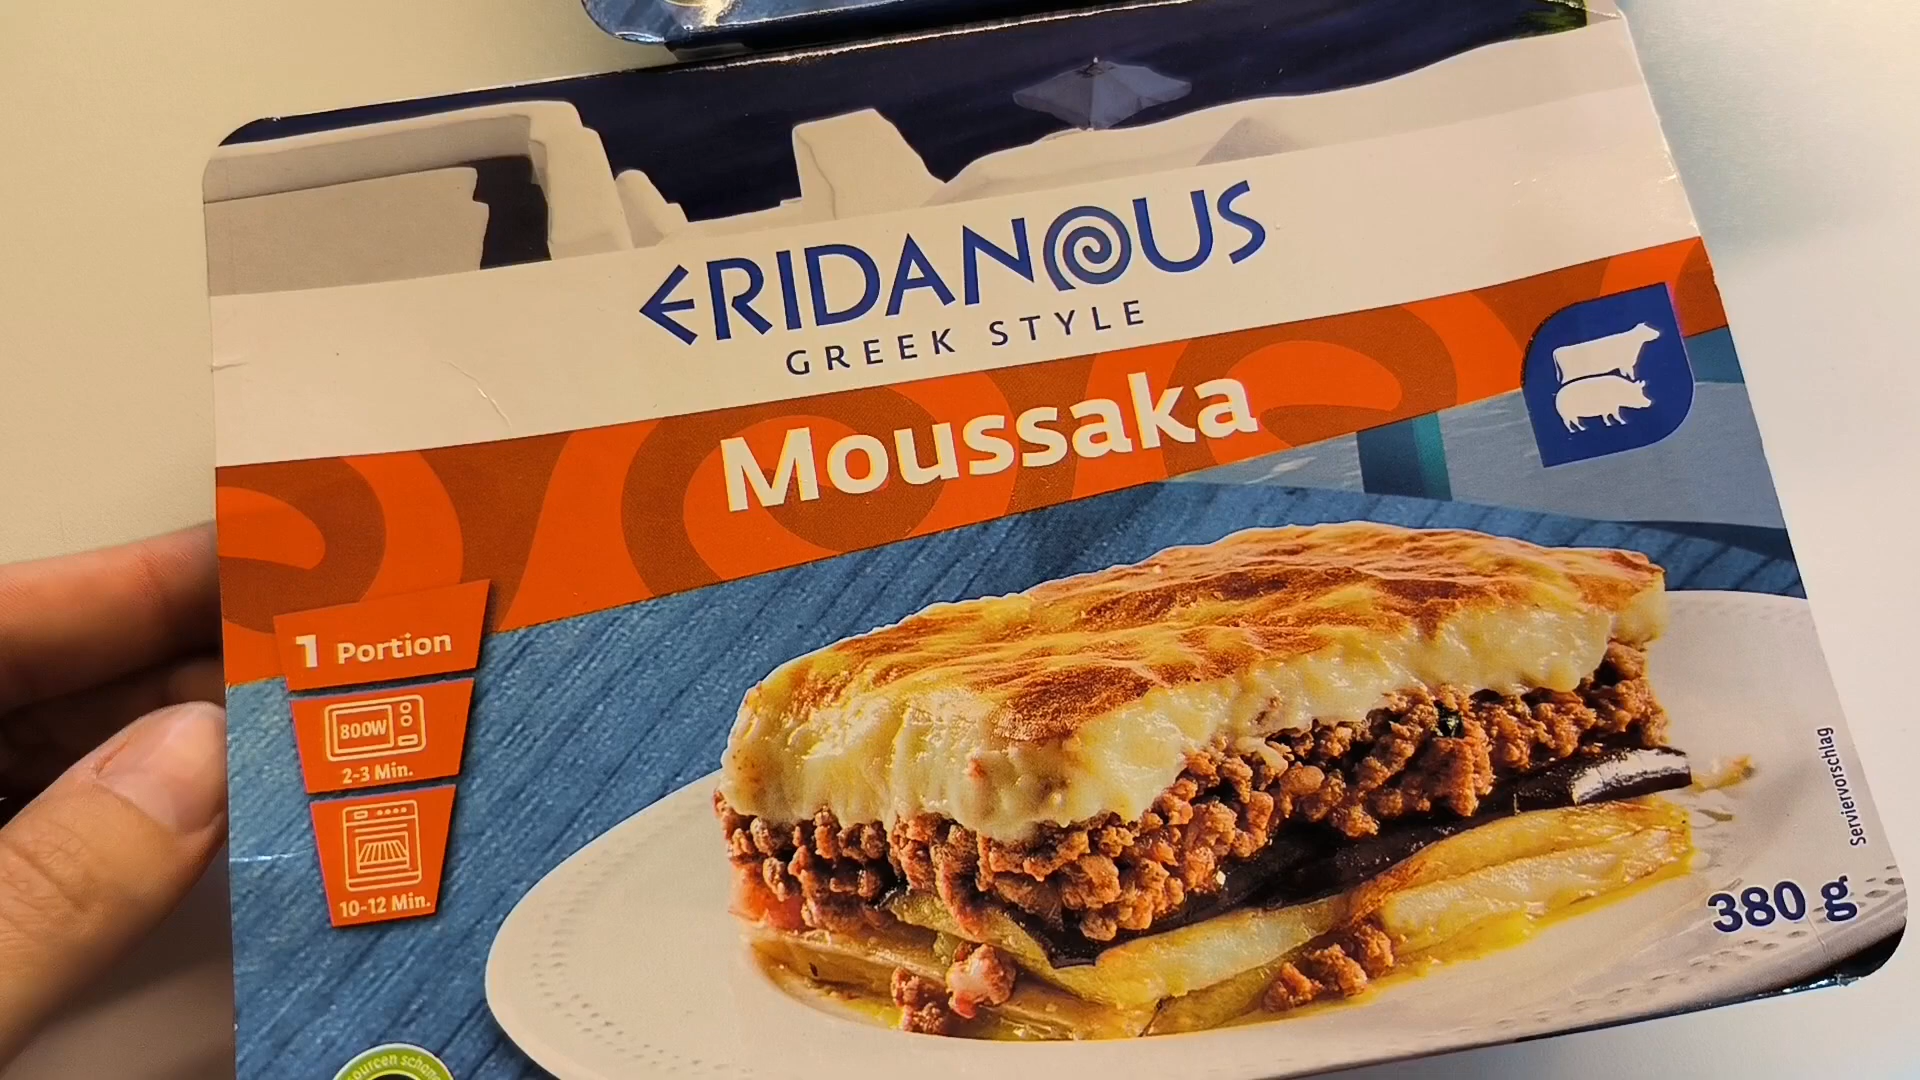 ERIDANOUS
GREEK STYLE
Moussaka
1 Portion
800W
2-3 Min.
10-12 Min.
Serviervorschlag
380 g